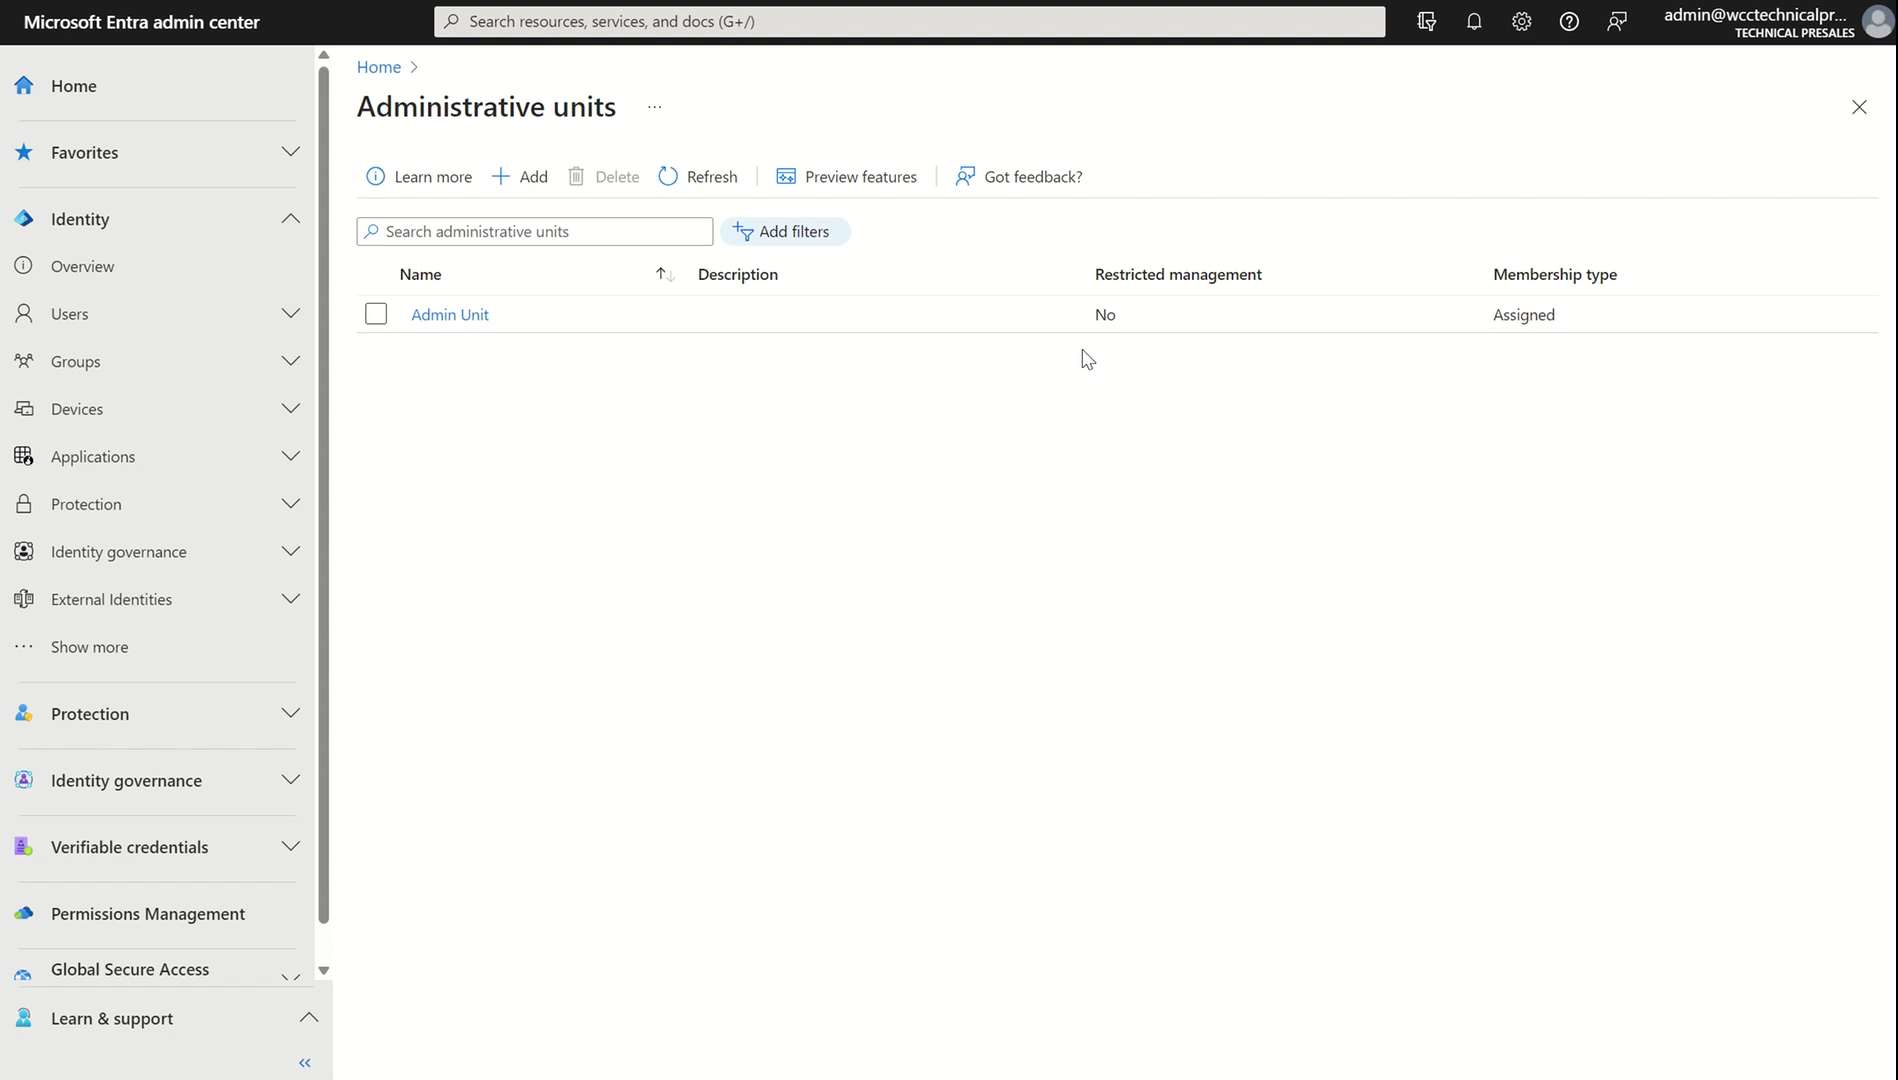 Microsoft Entra admin center
Search resources, services, and docs (G+/)
admin@wcctechnicalpr...
TECHNICAL PRESALES
Home
Favorites
Identity
Overview
Users
Groups
Devices
Applications
Protection
Identity governance
External Identities
Show more
Protection
Identity governance
Verifiable credentials
Permissions Management
Global Secure Access
Learn & support
Home
Administrative units
Learn more
Add
Delete
Refresh
Preview features
Got feedback?
Search administrative units
Add filters
Name Description Restricted management Membership type
Admin Unit No Assigned